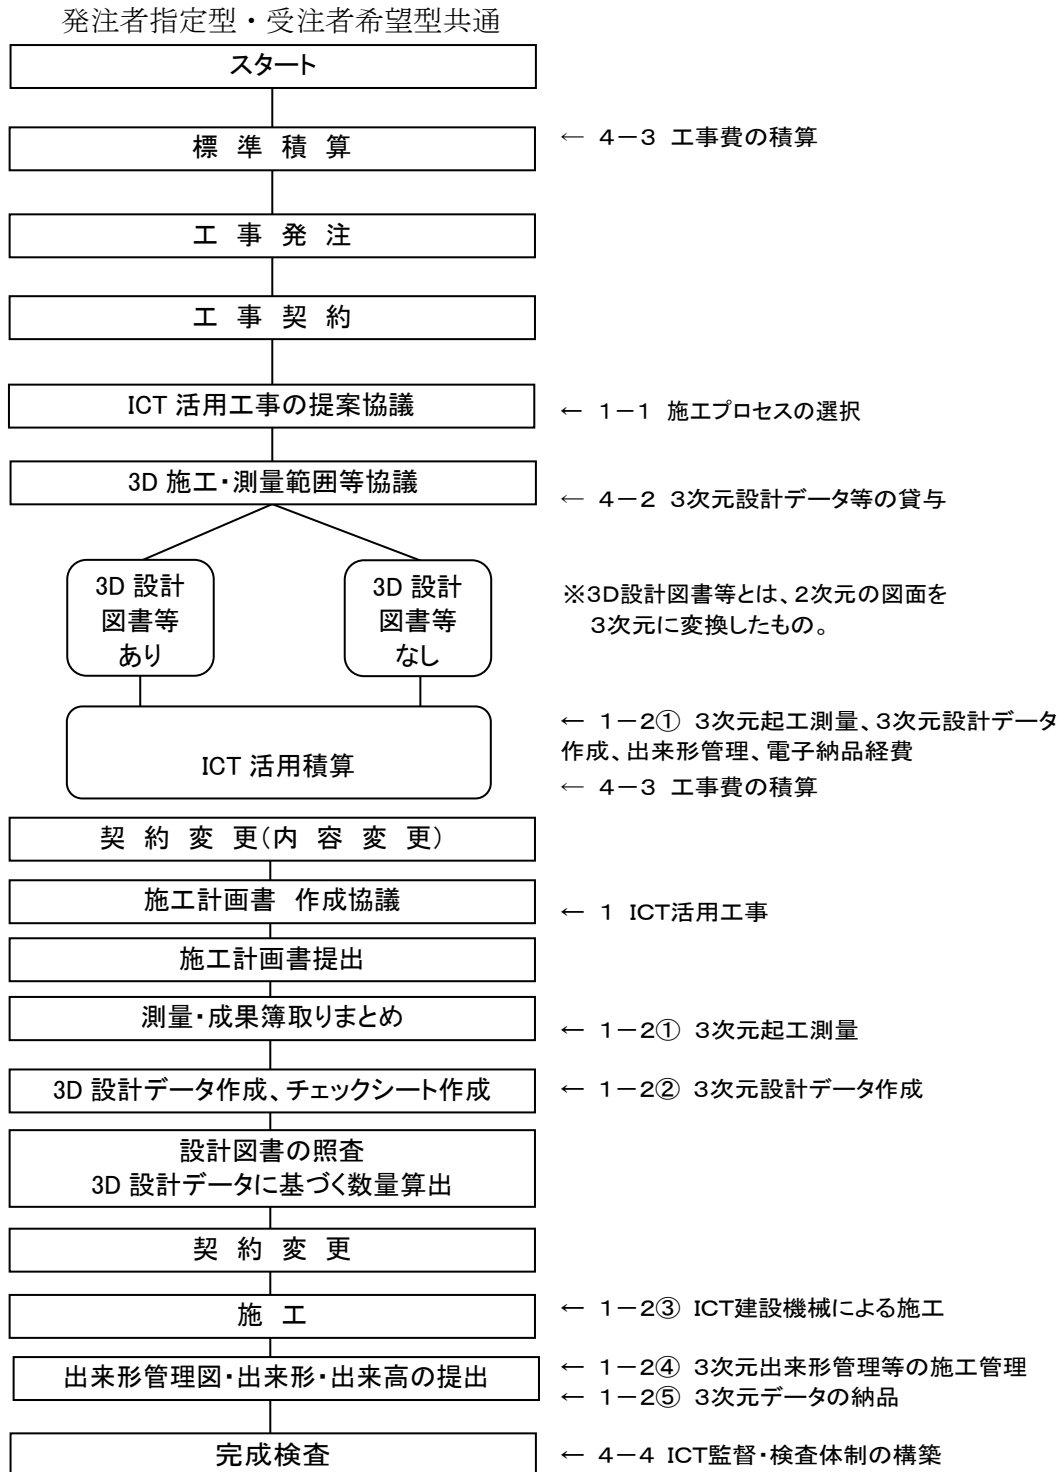 発注者指定型・受注者希望型共通
スタート
標 準 積 算
← 4－3 工事費の積算
工 事 発 注
工 事 契 約
ICT 活用工事の提案協議
← 1－1 施工プロセスの選択
3D 施工・測量範囲等協議
← 4－2 3次元設計データ等の貸与
3D 設計
図書等
あり
3D 設計
図書等
なし
※3D設計図書等とは、2次元の図面を
3次元に変換したもの。
ICT 活用積算
← 1－2① 3次元起工測量、3次元設計データ
作成、出来形管理、電子納品経費
← 4－3 工事費の積算
契 約 変 更（内 容 変 更）
施工計画書 作成協議
← 1 ICT活用工事
施工計画書提出
測量・成果簿取りまとめ
← 1－2① 3次元起工測量
3D 設計データ作成、チェックシート作成
← 1－2② 3次元設計データ作成
設計図書の照査
3D 設計データに基づく数量算出
契 約 変 更
施 工
← 1－2③ ICT建設機械による施工
出来形管理図・出来形・出来高の提出
← 1－2④ 3次元出来形管理等の施工管理
← 1－2⑤ 3次元データの納品
完成検査
← 4－4 ICT監督・検査体制の構築